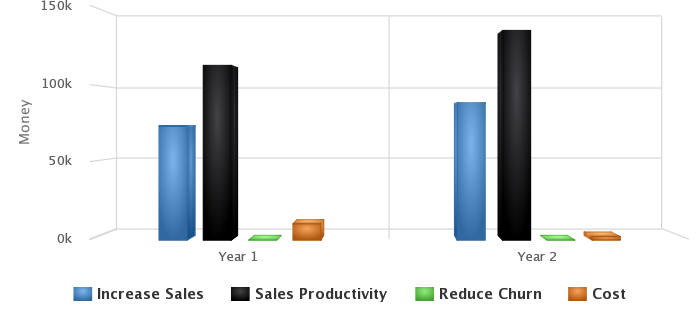 150k
100k
50k
0k
Money
Year 1
Year 2
Increase Sales
Sales Productivity
Reduce Churn
Cost